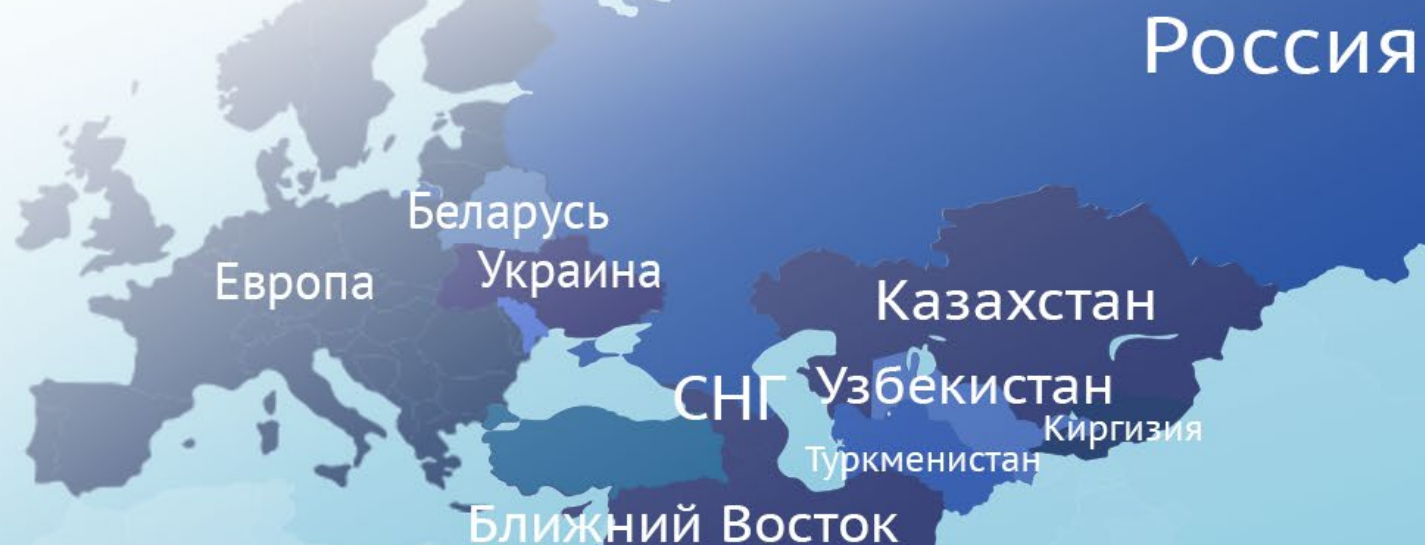 Россия
Беларусь
Украина
Европа
Казахстан
СНГ
Узбекистан
Киргизия
Туркменистан
Ближний Восток